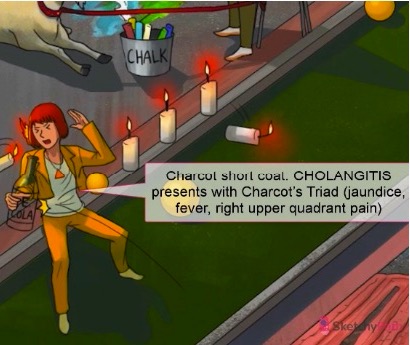 CHALK
Charcot short coat: CHOLANGITIS
presents with Charcot's Triad (jaundice,
fever, right upper quadrant pain)
COLA
Sketchy